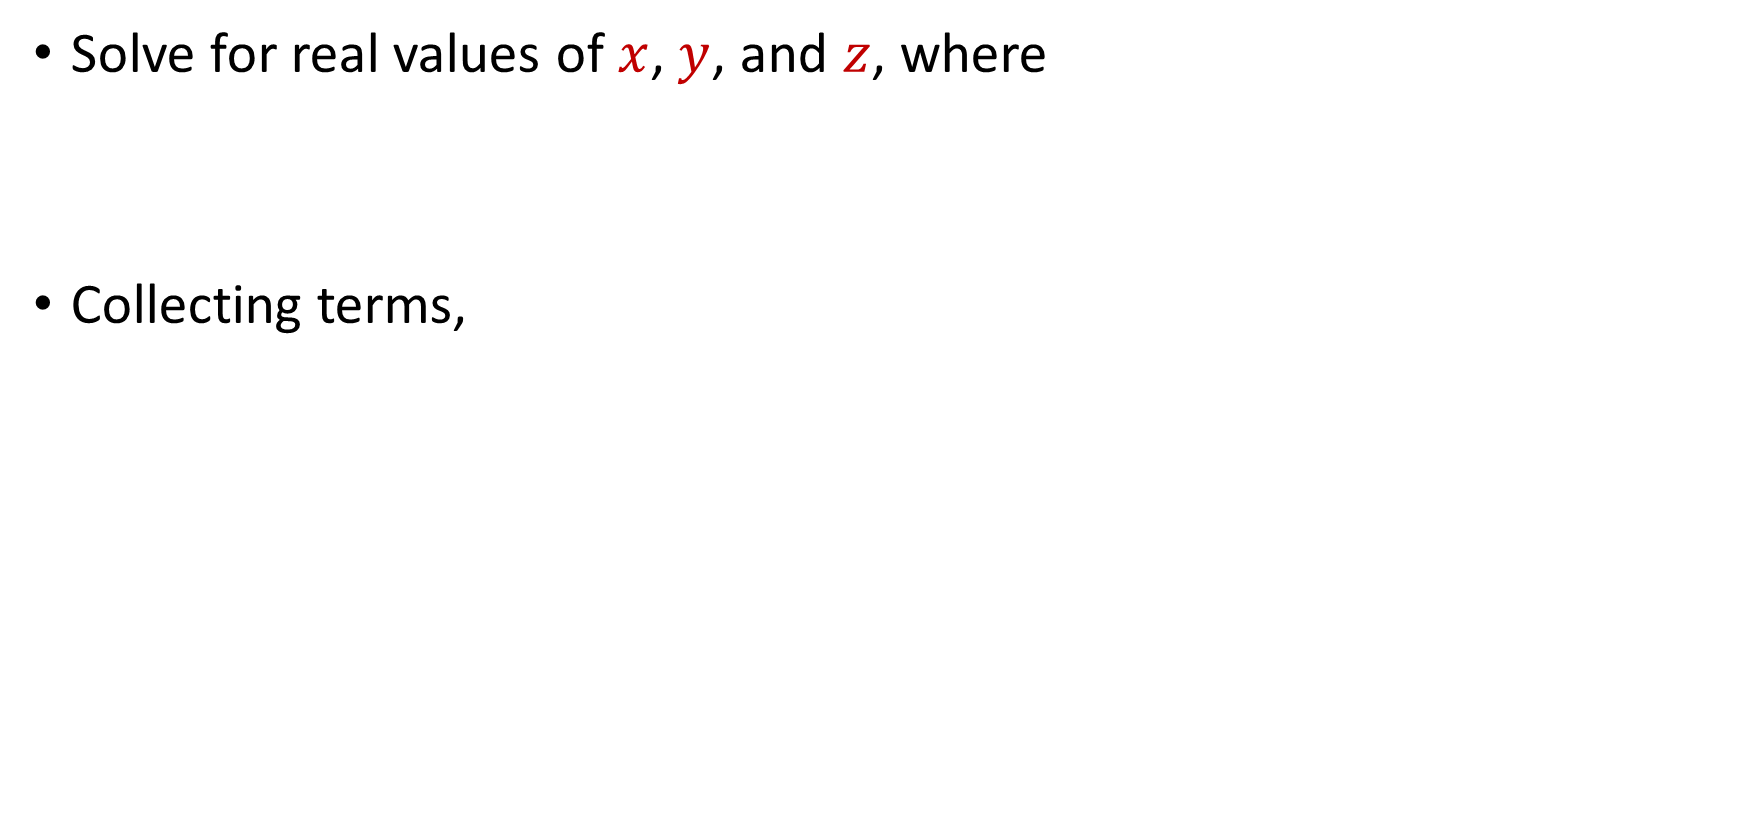 • Solve for real values of x, y, and z, where
• Collecting terms,